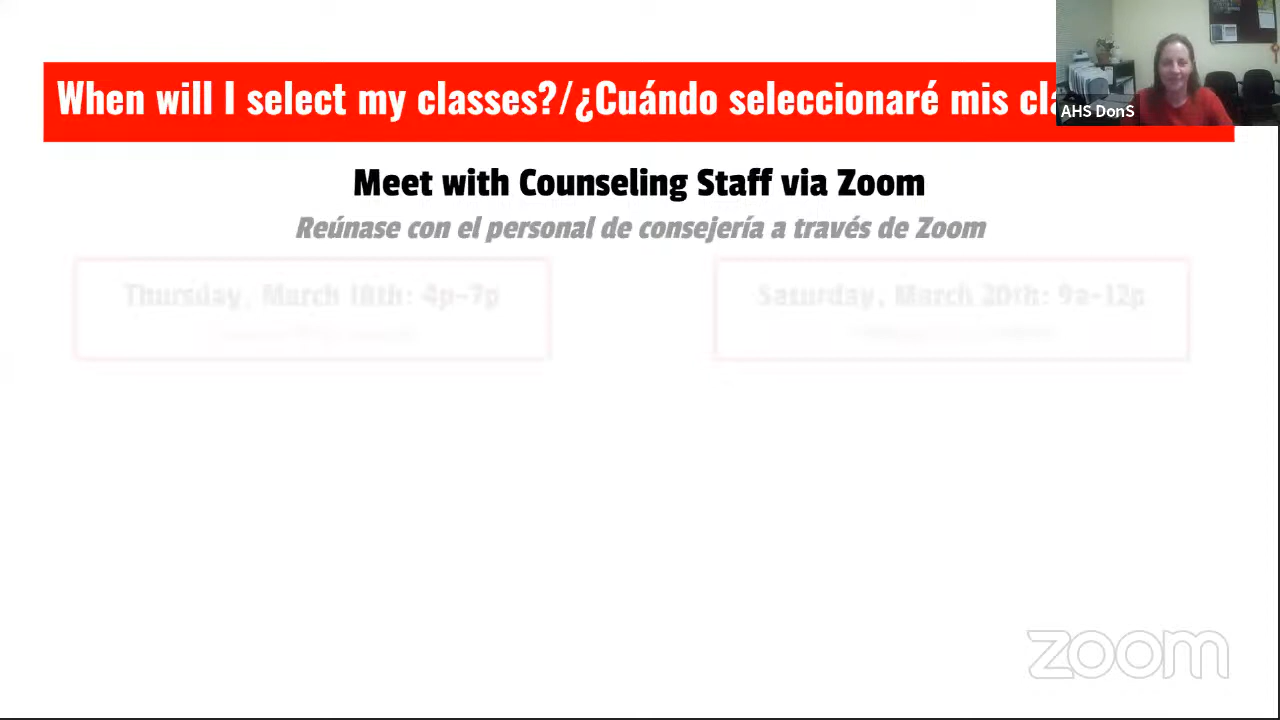 When will I select my classes?/¿Cuándo seleccionaré mis cla
AHS DonS
Meet with Counseling Staff via Zoom
Reúnase con el personal de consejería a través de Zoom
Thursday, March 18th: 4p-7p
Saturday, March 20th: 9a-12p
zoom